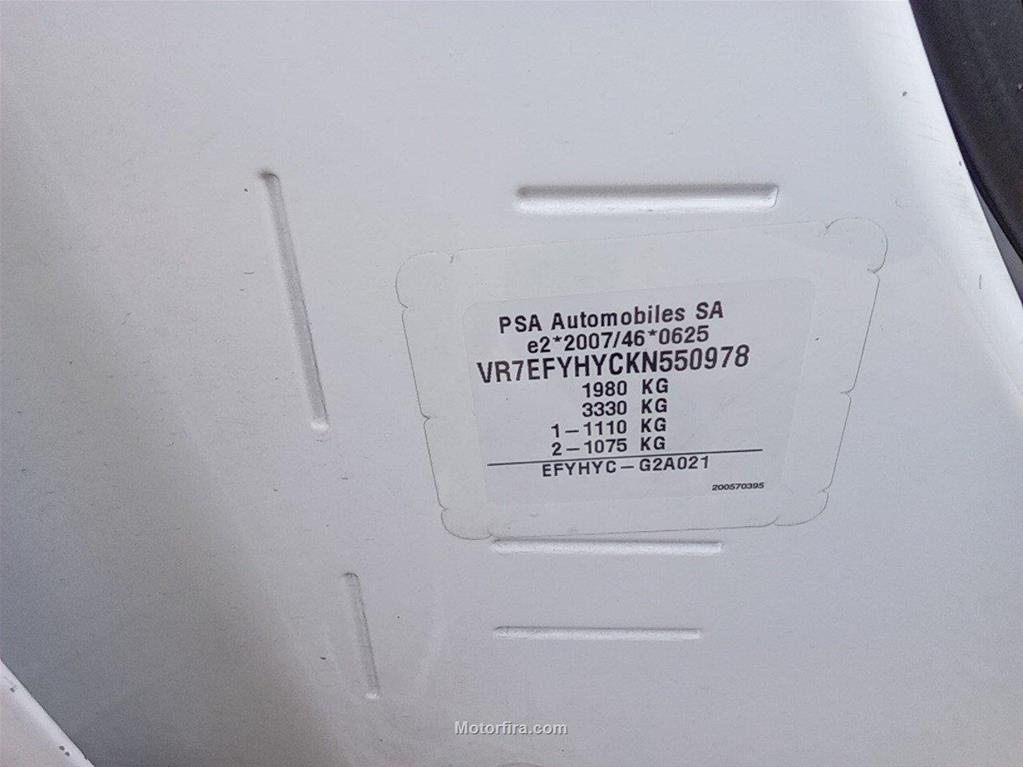 PSA Automobiles SA
e2*2007/46*0625
VR7EFYHYCKN550978
1980 KG
3330 KG
1-1110 KG
2-1075 KG
EFYHYC-G2A021
200570395
Motorfira.com